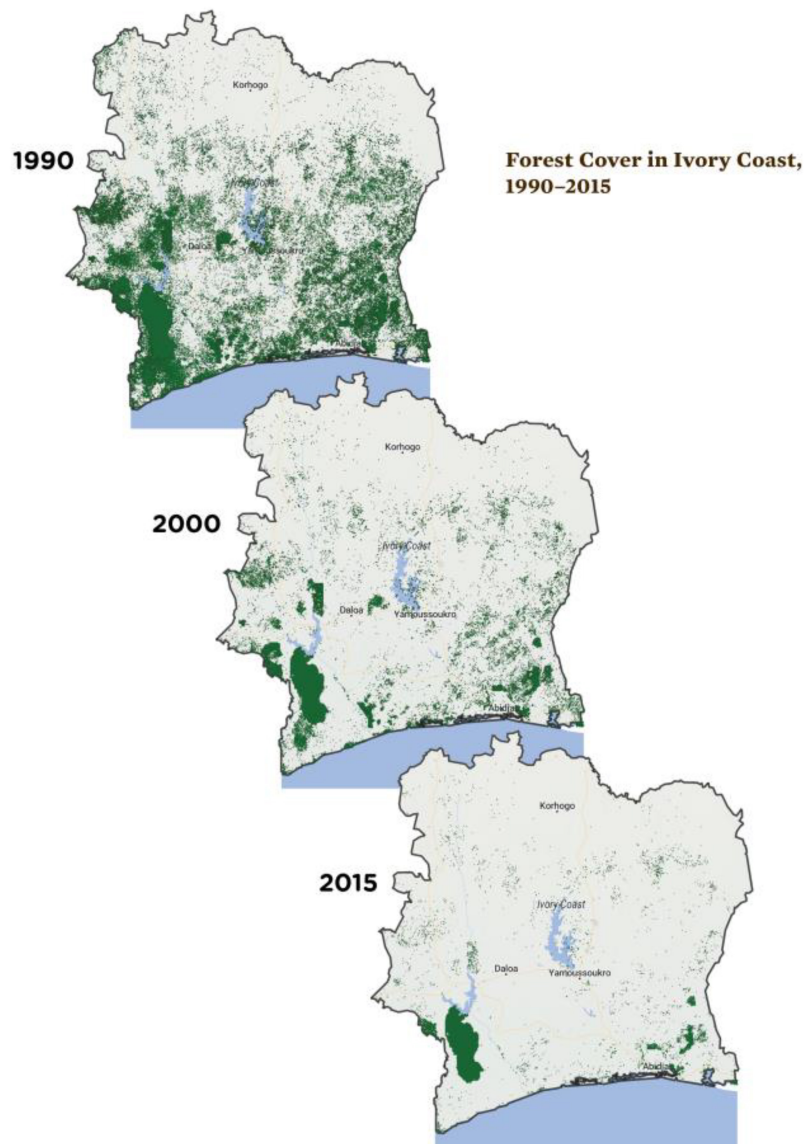 1990
Korhogo
Ivory Coast
Daloa
Yamoussoukro
Abidjan
Forest Cover in Ivory Coast,
1990–2015
2000
Korhogo
Ivory Coast
Daloa
Yamoussoukro
Abidjan
2015
Korhogo
Ivory Coast
Daloa
Yamoussoukro
Abidjan